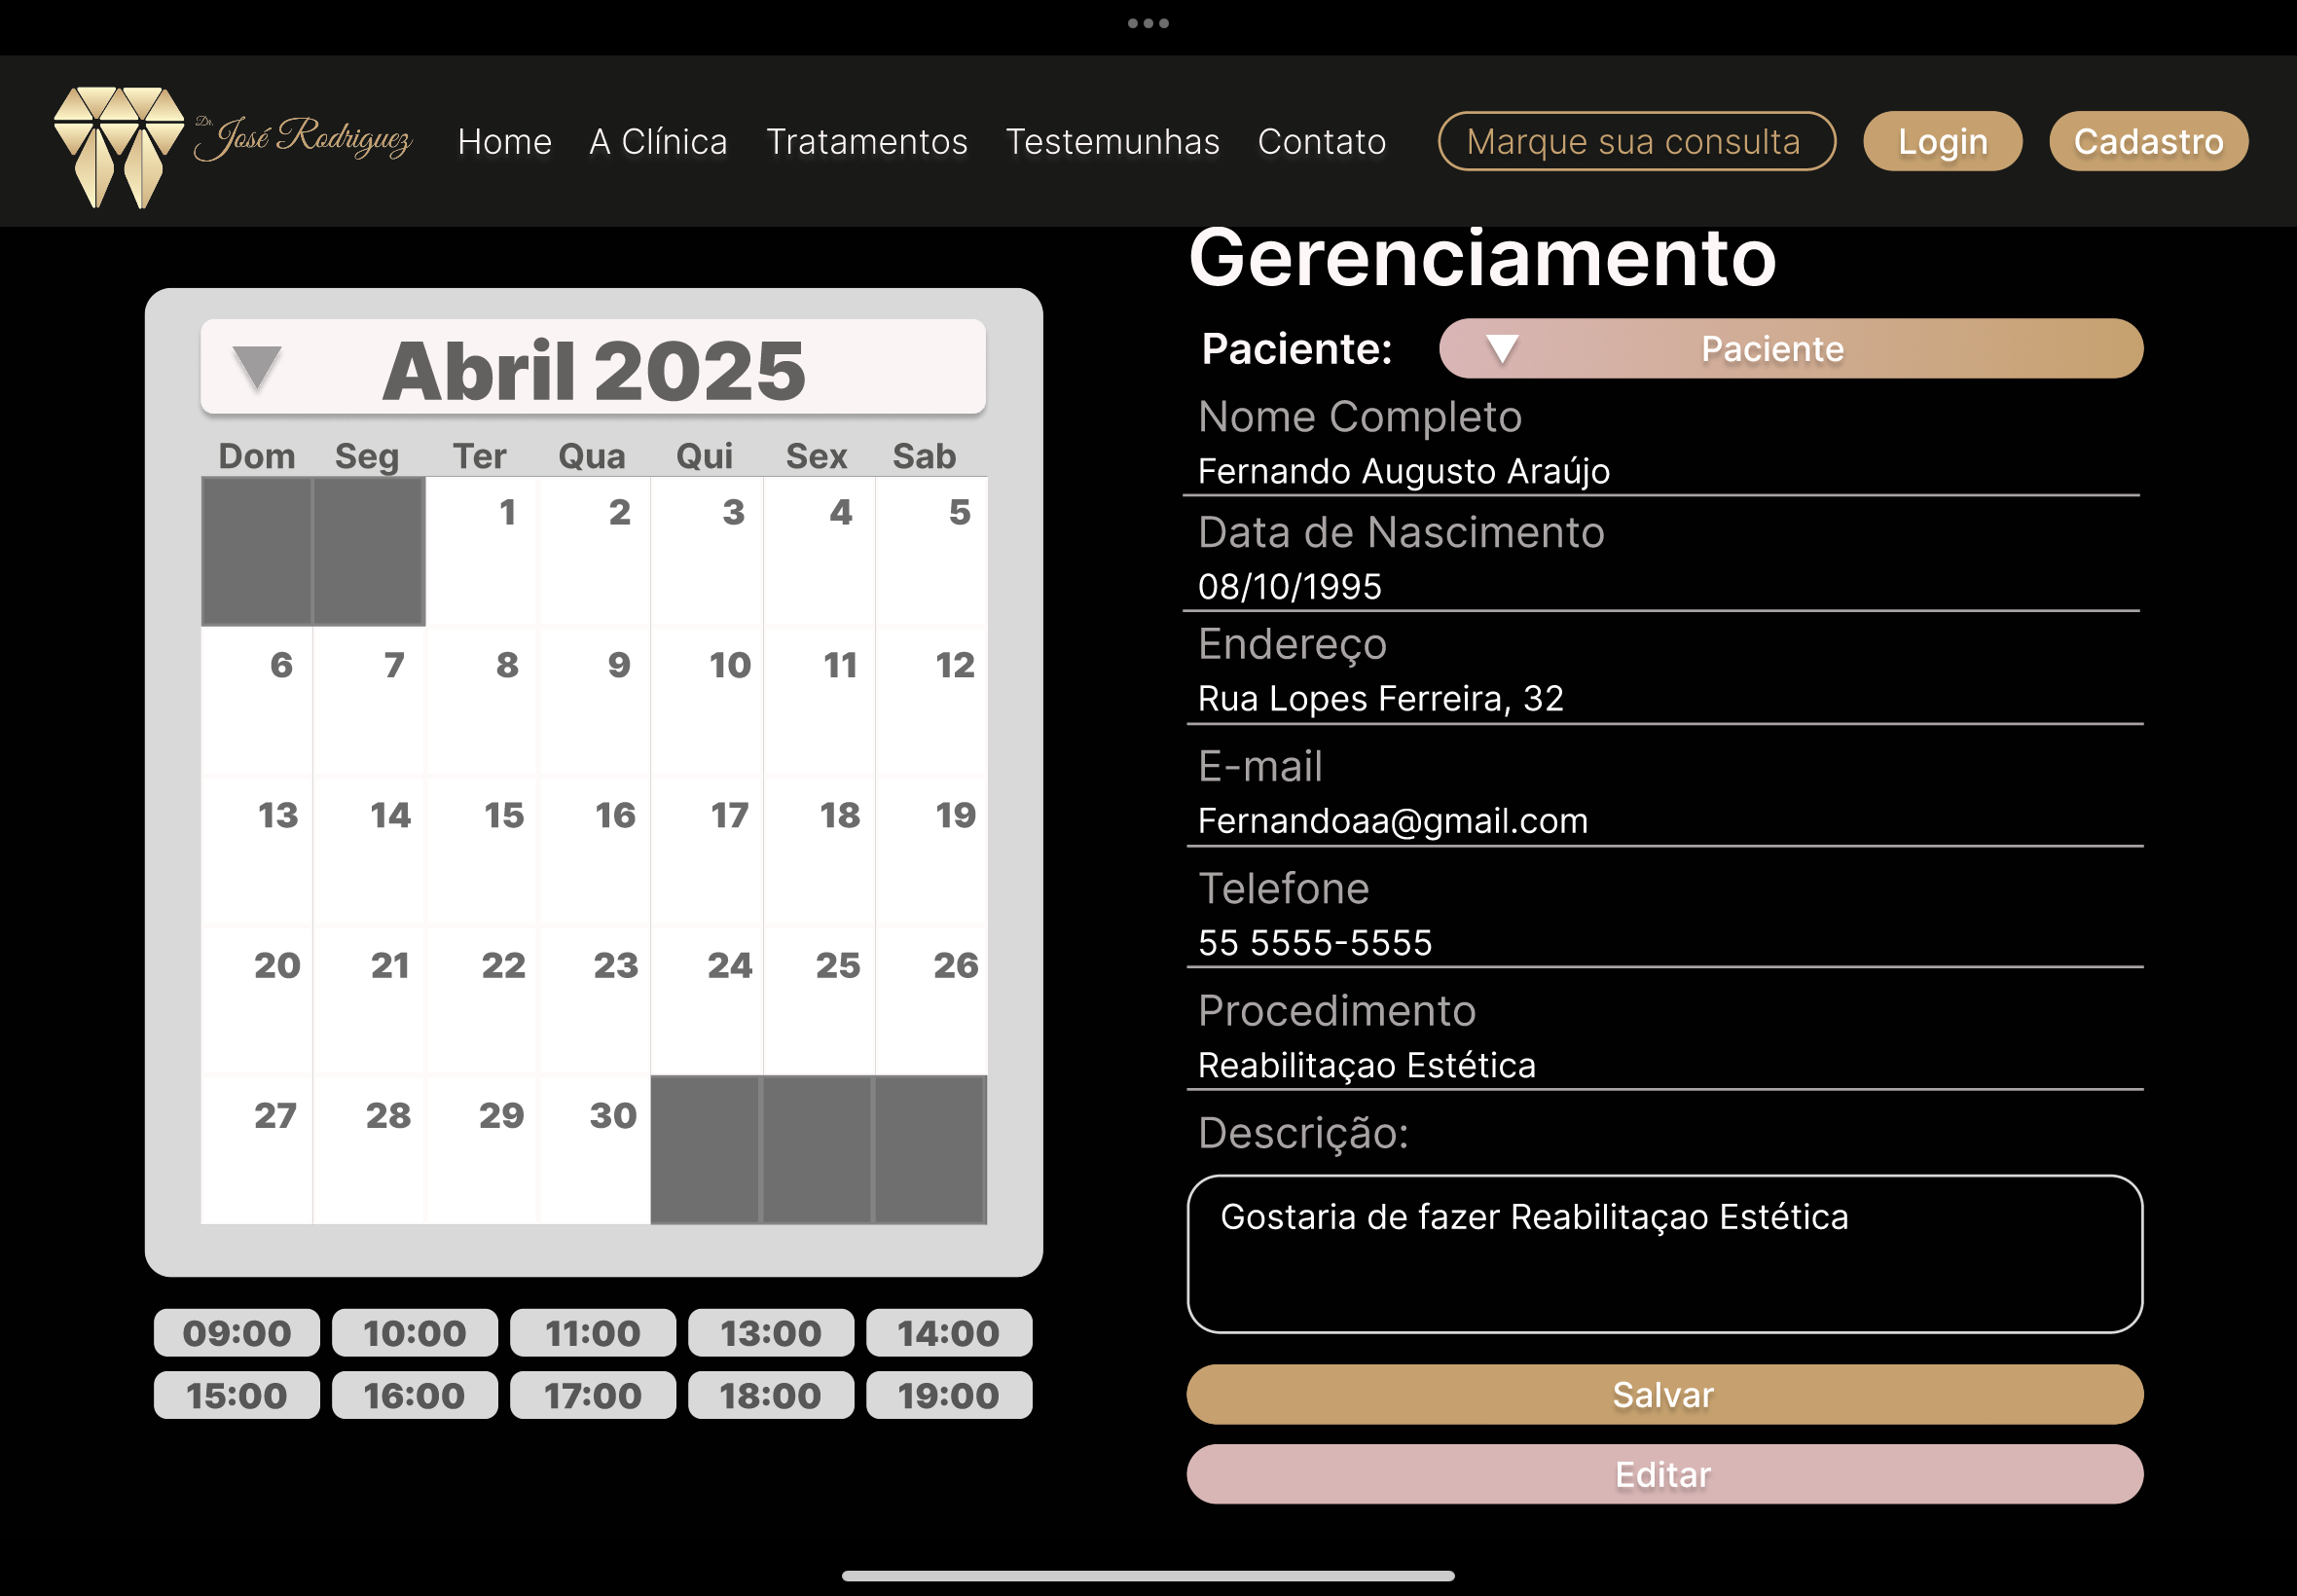 Dr. José Rodriguez
Home A Clínica Tratamentos Testemunhas Contato Marque sua consulta Login Cadastro
Abril 2025
Dom Seg Ter Qua Qui Sex Sab
1 2 3 4 5
6 7 8 9 10 11 12
13 14 15 16 17 18 19
20 21 22 23 24 25 26
27 28 29 30
09:00 10:00 11:00 13:00 14:00
15:00 16:00 17:00 18:00 19:00
Gerenciamento
Paciente: Paciente
Nome Completo
Fernando Augusto Araújo
Data de Nascimento
08/10/1995
Endereço
Rua Lopes Ferreira, 32
E-mail
Fernandoaa@gmail.com
Telefone
55 5555-5555
Procedimento
Reabilitaçao Estética
Descrição:
Gostaria de fazer Reabilitaçao Estética
Salvar
Editar